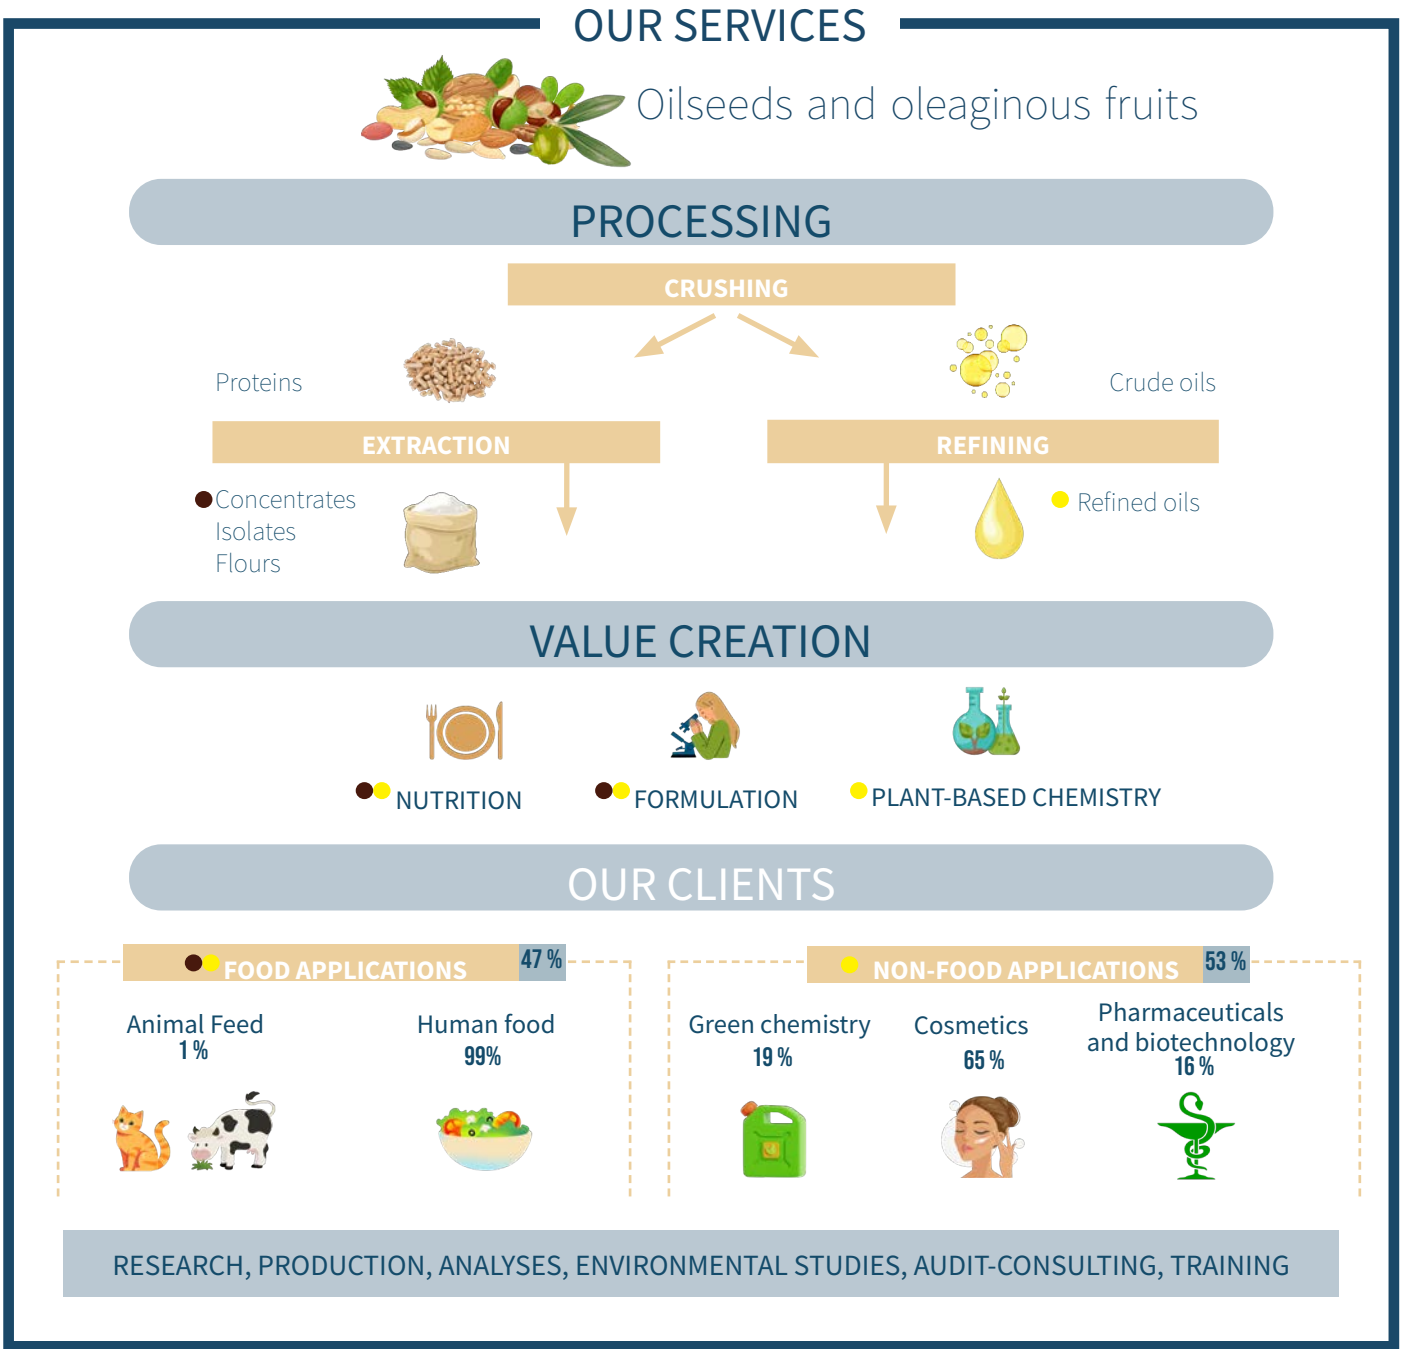 OUR SERVICES
Oilseeds and oleaginous fruits
PROCESSING
CRUSHING
Proteins
Crude oils
EXTRACTION
REFINING
Concentrates
Isolates
Flours
Refined oils
VALUE CREATION
NUTRITION
FORMULATION
PLANT-BASED CHEMISTRY
OUR CLIENTS
FOOD APPLICATIONS
47 %
Animal Feed
1 %
Human food
99%
NON-FOOD APPLICATIONS
53 %
Green chemistry
19 %
Cosmetics
65 %
Pharmaceuticals
and biotechnology
16 %
RESEARCH, PRODUCTION, ANALYSES, ENVIRONMENTAL STUDIES, AUDIT-CONSULTING, TRAINING